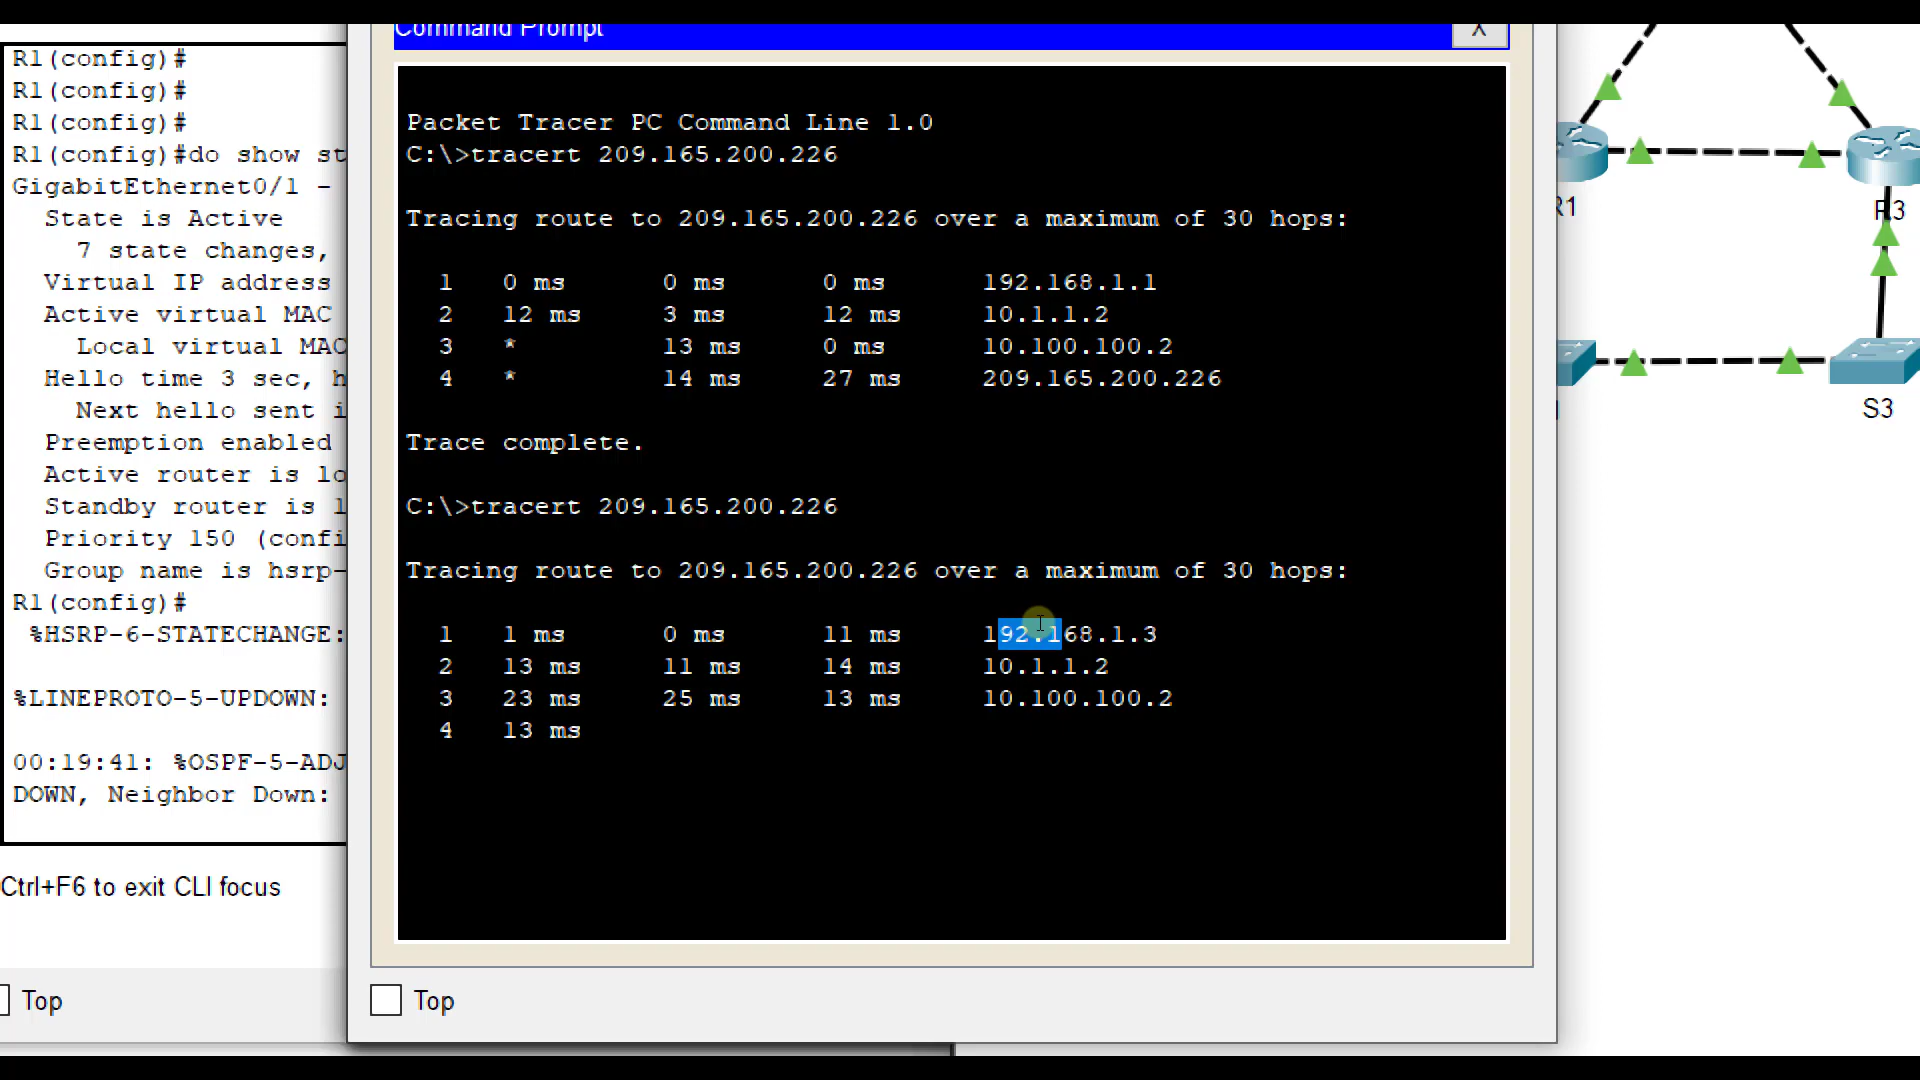 R1(config)#
R1(config)#
R1(config)#
R1(config)#do show st
GigabitEthernet0/1 -
State is Active
7 state changes,
Virtual IP address
Active virtual MAC
Local virtual MAC
Hello time 3 sec, h
Next hello sent i
Preemption enabled
Active router is lo
Standby router is l
Priority 150 (confi
Group name is hsrp-
R1(config)#
%HSRP-6-STATECHANGE:
%LINEPROTO-5-UPDOWN:
00:19:41: %OSPF-5-ADJ
DOWN, Neighbor Down:
Ctrl+F6 to exit CLI focus
Top
Command Prompt
X
Packet Tracer PC Command Line 1.0
C:\>tracert 209.165.200.226
Tracing route to 209.165.200.226 over a maximum of 30 hops:
1 0 ms 0 ms 0 ms 192.168.1.1
2 12 ms 3 ms 12 ms 10.1.1.2
3 * 13 ms 0 ms 10.100.100.2
4 * 14 ms 27 ms 209.165.200.226
Trace complete.
C:\>tracert 209.165.200.226
Tracing route to 209.165.200.226 over a maximum of 30 hops:
1 1 ms 0 ms 11 ms 192.168.1.3
2 13 ms 11 ms 14 ms 10.1.1.2
3 23 ms 25 ms 13 ms 10.100.100.2
4 13 ms
Top
R1
R3
S3